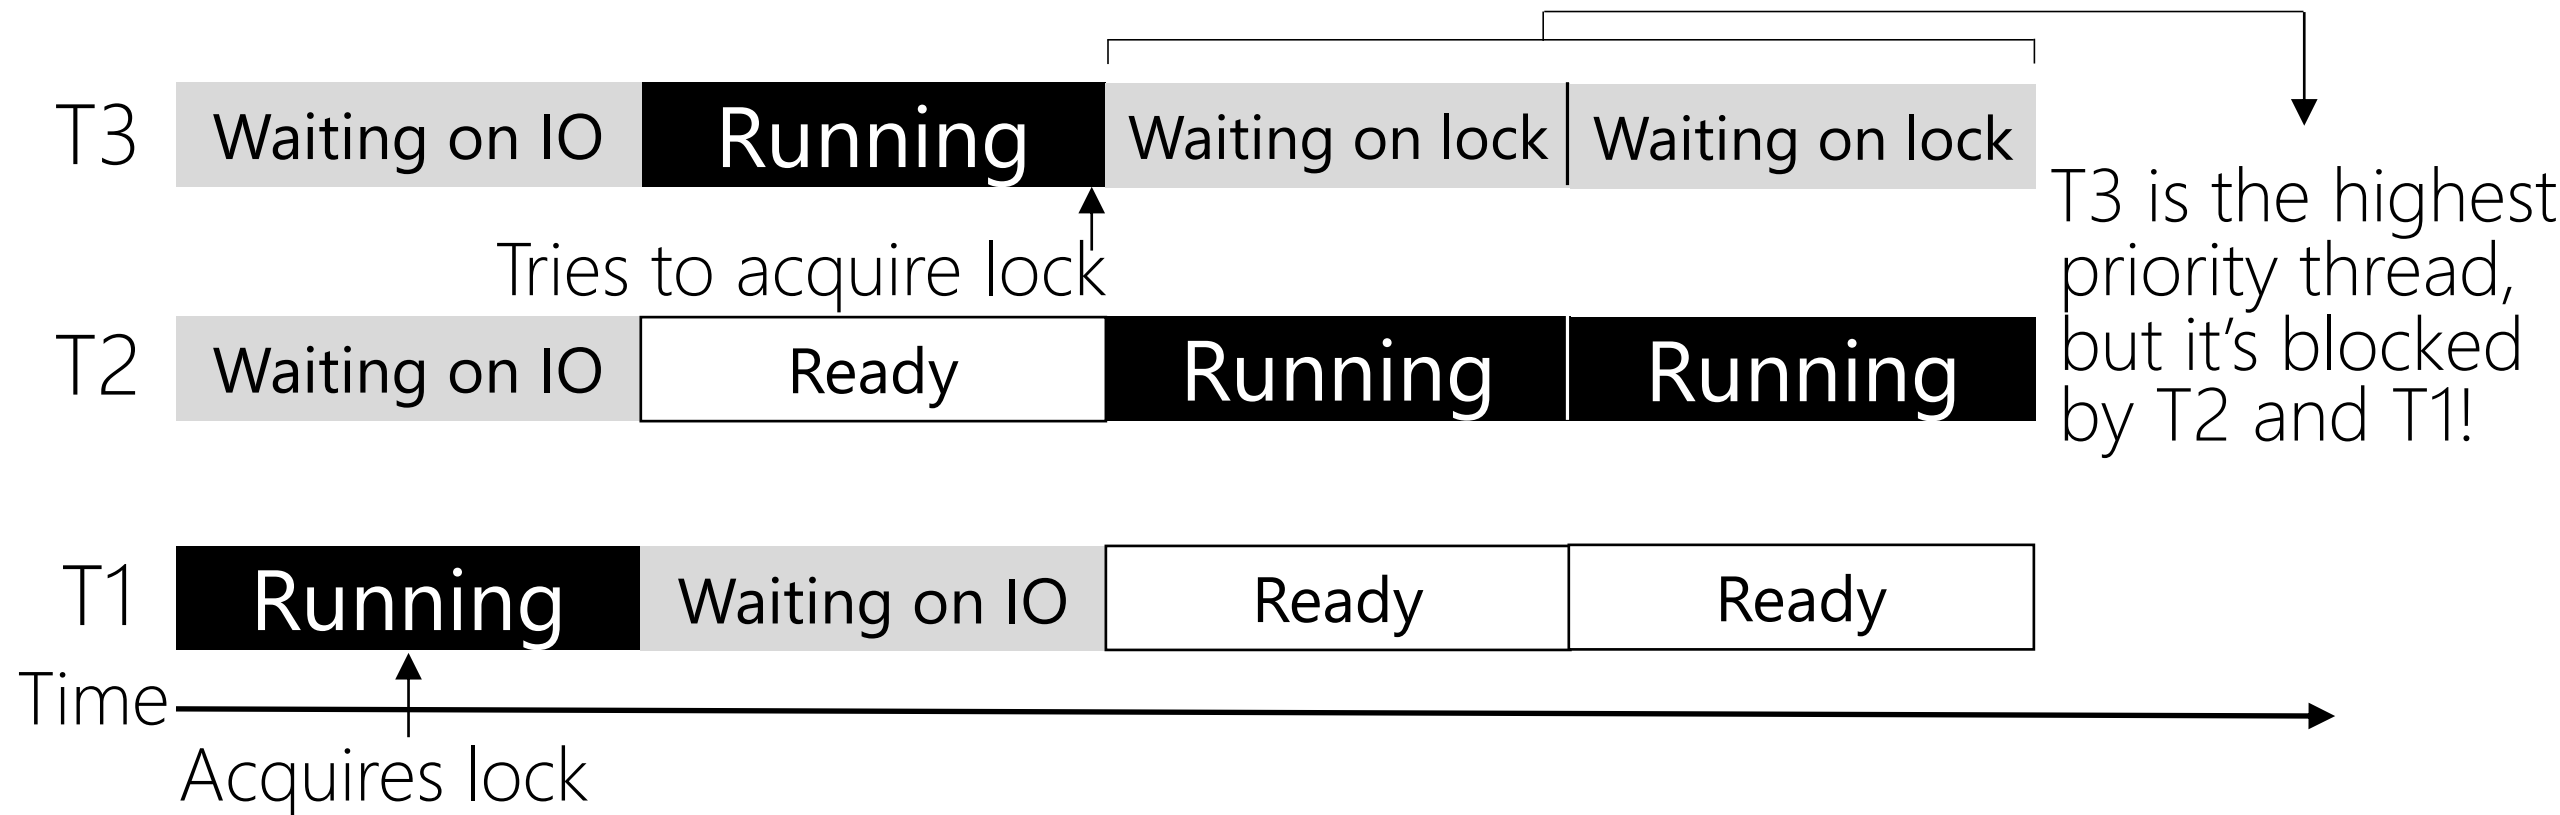 T3 Waiting on IO Running Waiting on lock Waiting on lock
T3 is the highest
priority thread,
but it's blocked
by T2 and T1!
Tries to acquire lock
T2 Waiting on IO Ready Running Running
T1 Running Waiting on IO Ready Ready
Time
Acquires lock